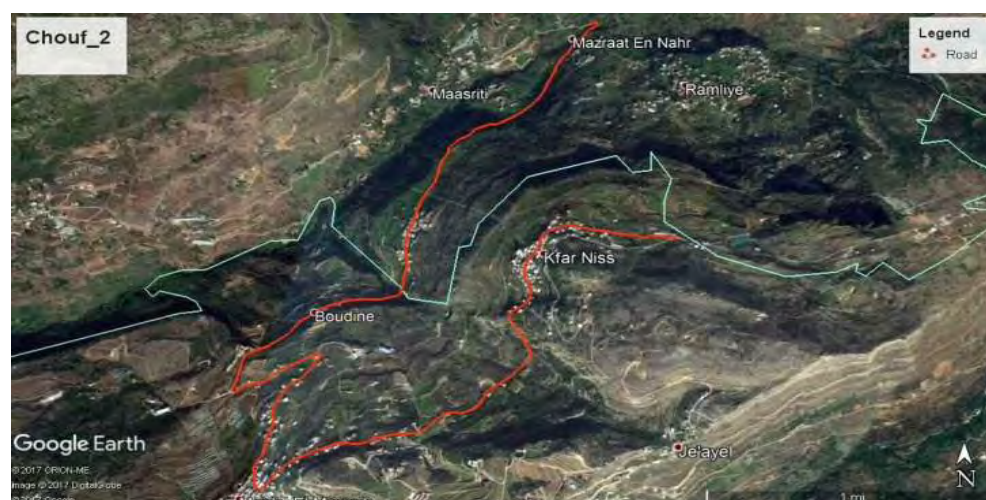 Chouf_2
Legend
Road
Mazraat En Nahr
Maasriti
Ramliye
Kfar Niss
Boudine
Jelayel
Google Earth
©2017 ORION-ME
Image ©2017 DigitalGlobe
©2017
N
1 mi